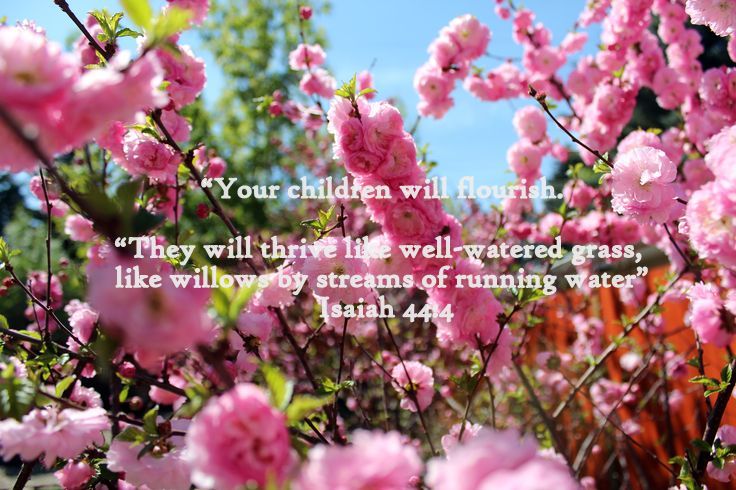 “Your children will flourish.
“They will thrive like well-watered grass,
like willows by streams of running water”
Isaiah 44:4